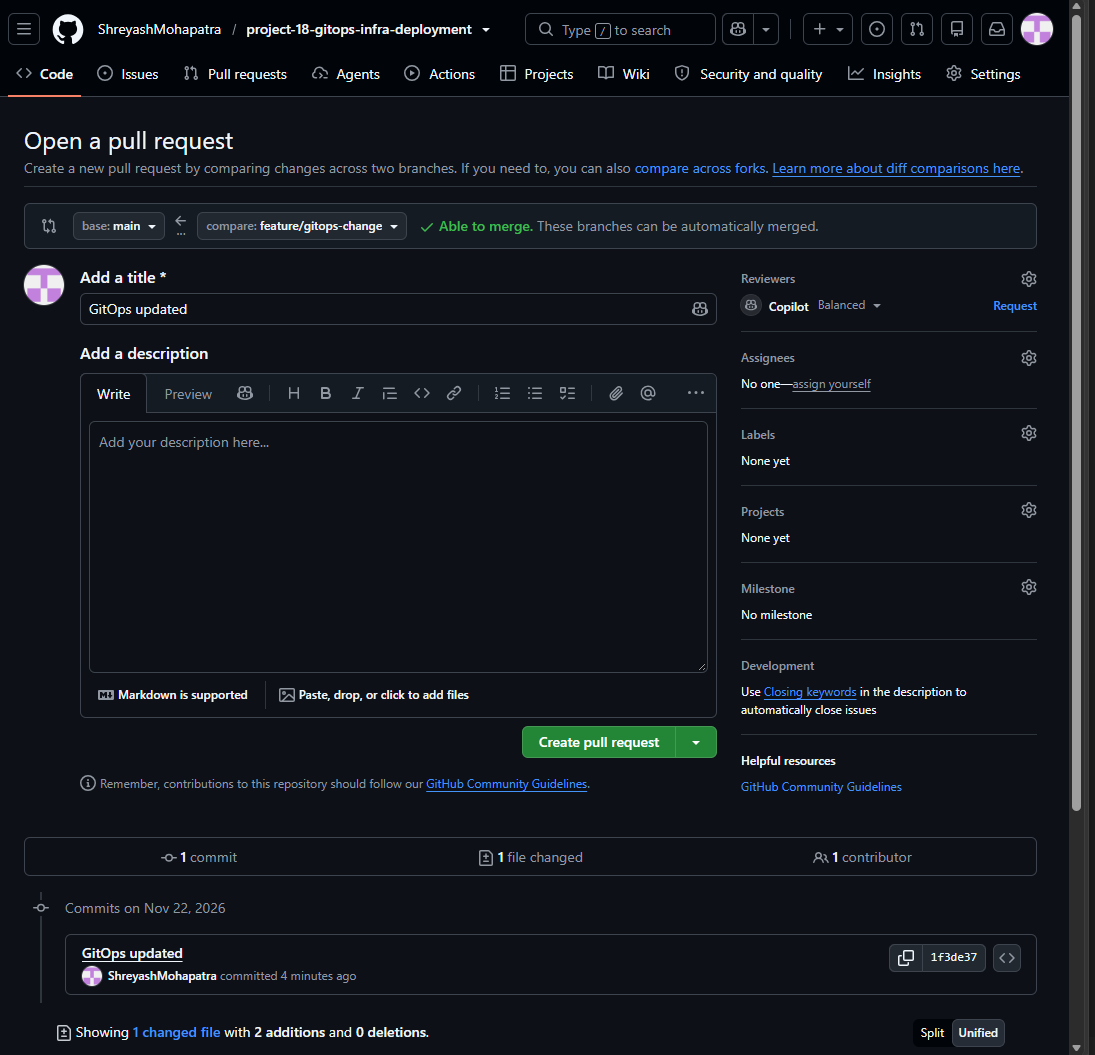 ShreyashMohapatra / project-18-gitops-infra-deployment
Type / to search
Code Issues Pull requests Agents Actions Projects Wiki Security and quality Insights Settings
Open a pull request
Create a new pull request by comparing changes across two branches. If you need to, you can also compare across forks. Learn more about diff comparisons here.
base: main ← ... compare: feature/gitops-change ✓ Able to merge. These branches can be automatically merged.
Add a title *
GitOps updated
Add a description
Write Preview H B I @ ...
Add your description here...
Markdown is supported
Paste, drop, or click to add files
Create pull request
Remember, contributions to this repository should follow our GitHub Community Guidelines.
Reviewers
Copilot Balanced Request
Assignees
No one—assign yourself
Labels
None yet
Projects
None yet
Milestone
No milestone
Development
Use Closing keywords in the description to
automatically close issues
Helpful resources
GitHub Community Guidelines
1 commit 1 file changed 1 contributor
Commits on Nov 22, 2026
GitOps updated
ShreyashMohapatra committed 4 minutes ago
1f3de37
Showing 1 changed file with 2 additions and 0 deletions.
Split Unified